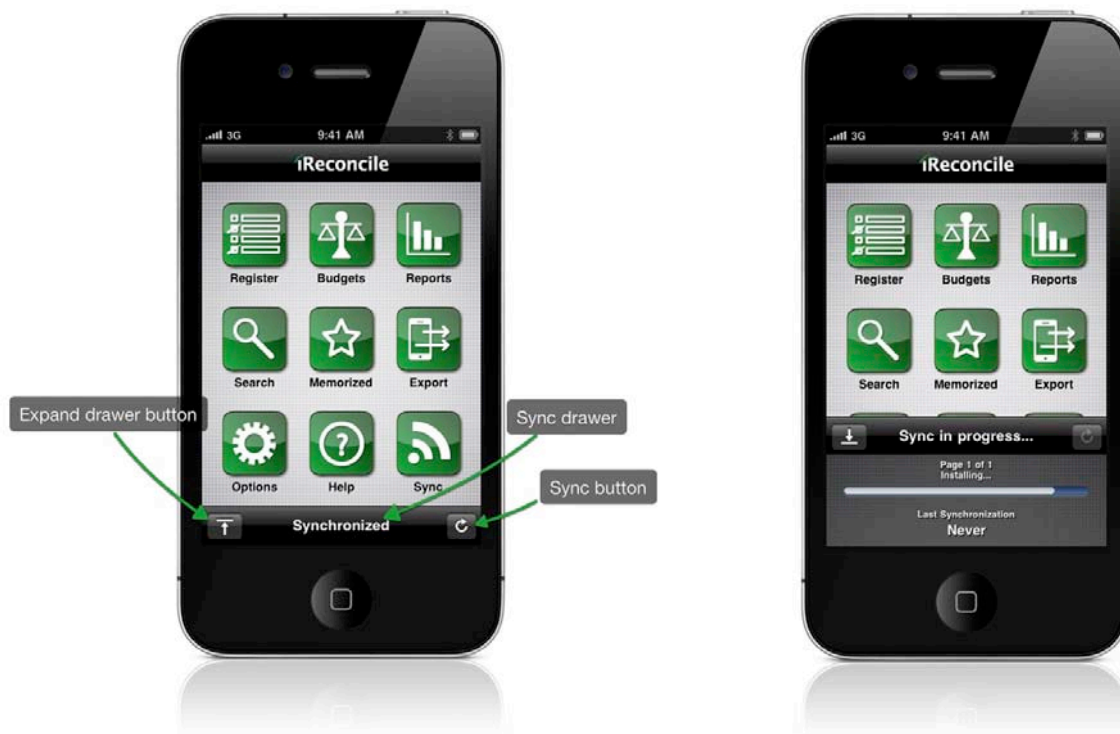 3G 9:41 AM
iReconcile
Register Budgets Reports
Search Memorized Export
Expand drawer button
Sync drawer
Options Help Sync
Sync button
Synchronized
3G 9:41 AM
iReconcile
Register Budgets Reports
Search Memorized Export
Sync in progress...
Page 1 of 1
Installing...
Last Synchronization
Never